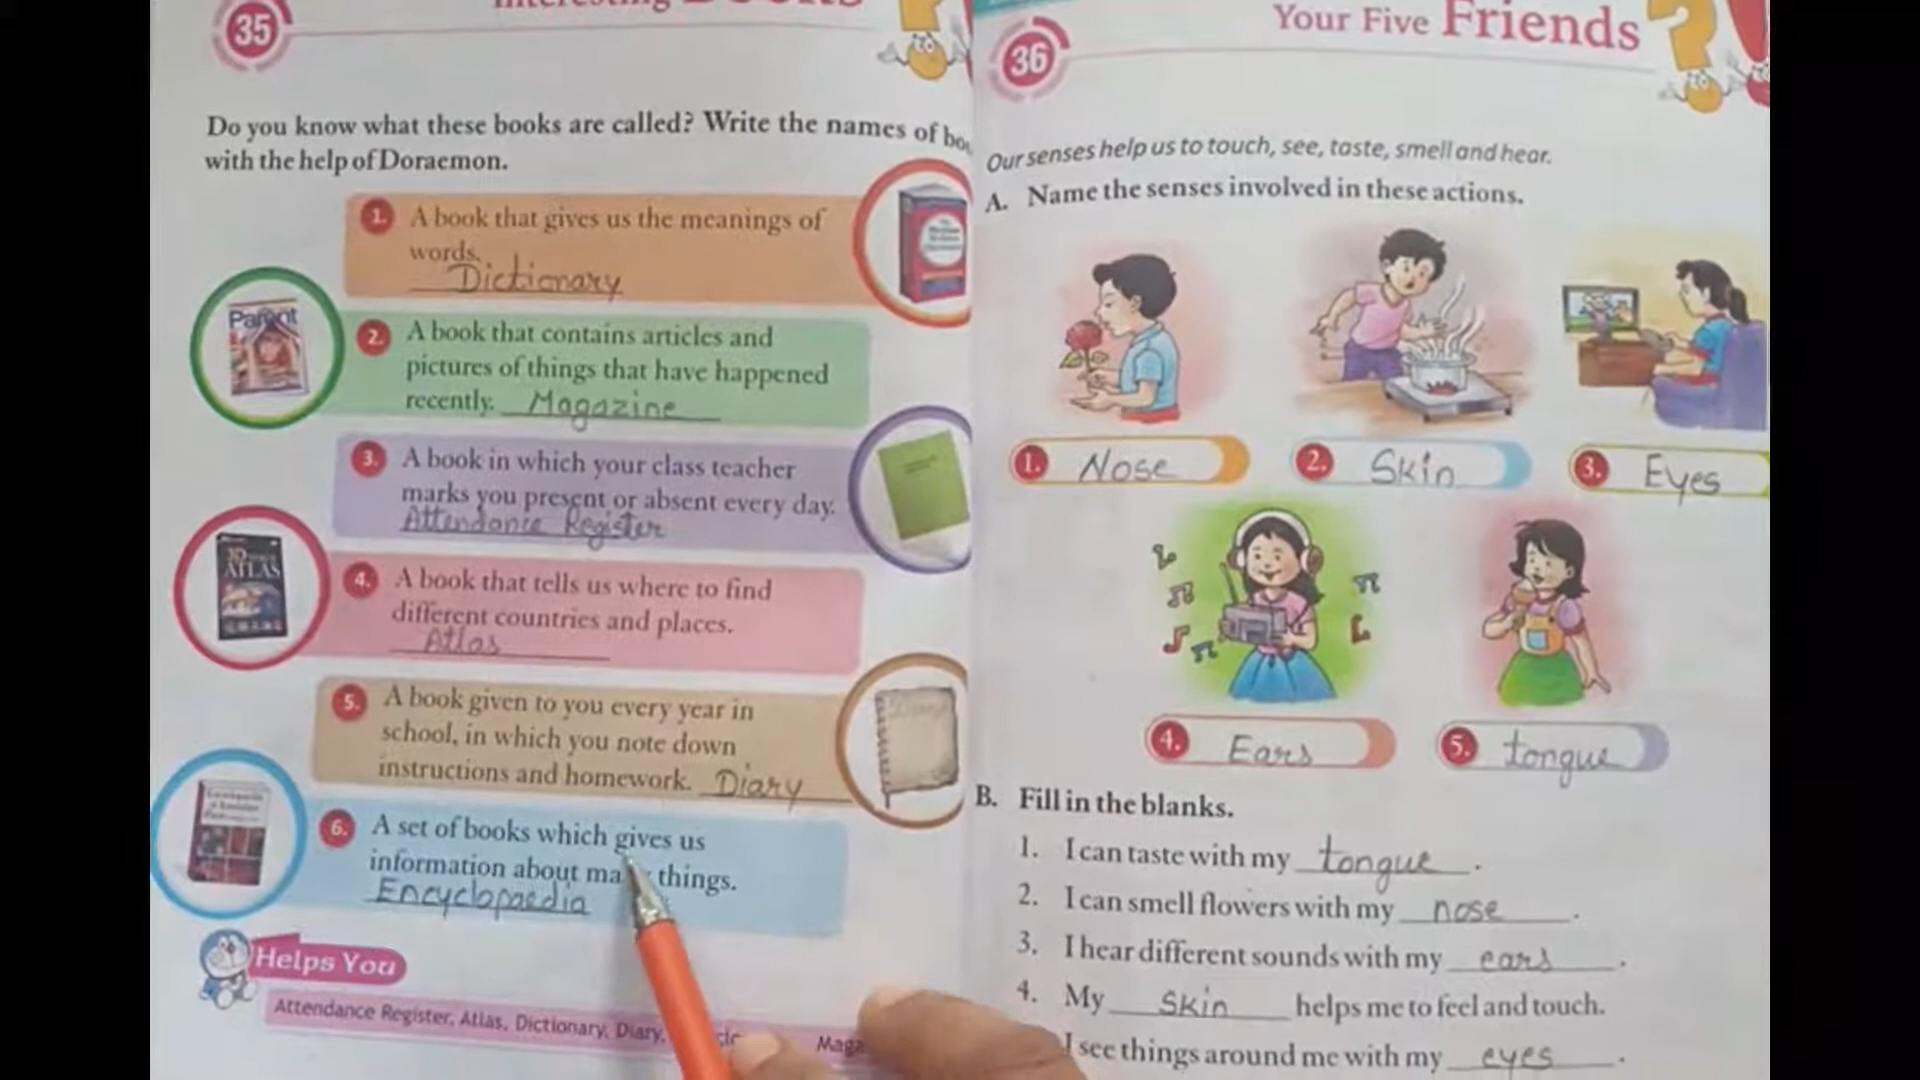 35
Books
Do you know what these books are called? Write the names of
with the help of Doraemon.
1. A book that gives us the meanings of
words.
Dictionary
Parent
2. A book that contains articles and
pictures of things that have happened
recently. Magazine
3. A book in which your class teacher
marks you present or absent every day.
Attendance Register
3D
ATLAS
4. A book that tells us where to find
different countries and places.
Atlas
5. A book given to you every year in
school, in which you note down
instructions and homework. Diary
6. A set of books which gives us
information about things.
Encyclopaedia
Helps You
Attendance Register, Atlas, Dictionary, Diary,
36
Your Five Friends
Our senses help us to touch, see, taste, smell and hear.
A. Name the senses involved in these actions.
1. Nose
2. Skin
3. Eyes
4. Ears
5. tongue
B. Fill in the blanks.
1. I can taste with my tongue.
2. I can smell flowers with my nose.
3. I hear different sounds with my ears.
4. My Skin helps me to feel and touch.
I see things around me with my eyes.